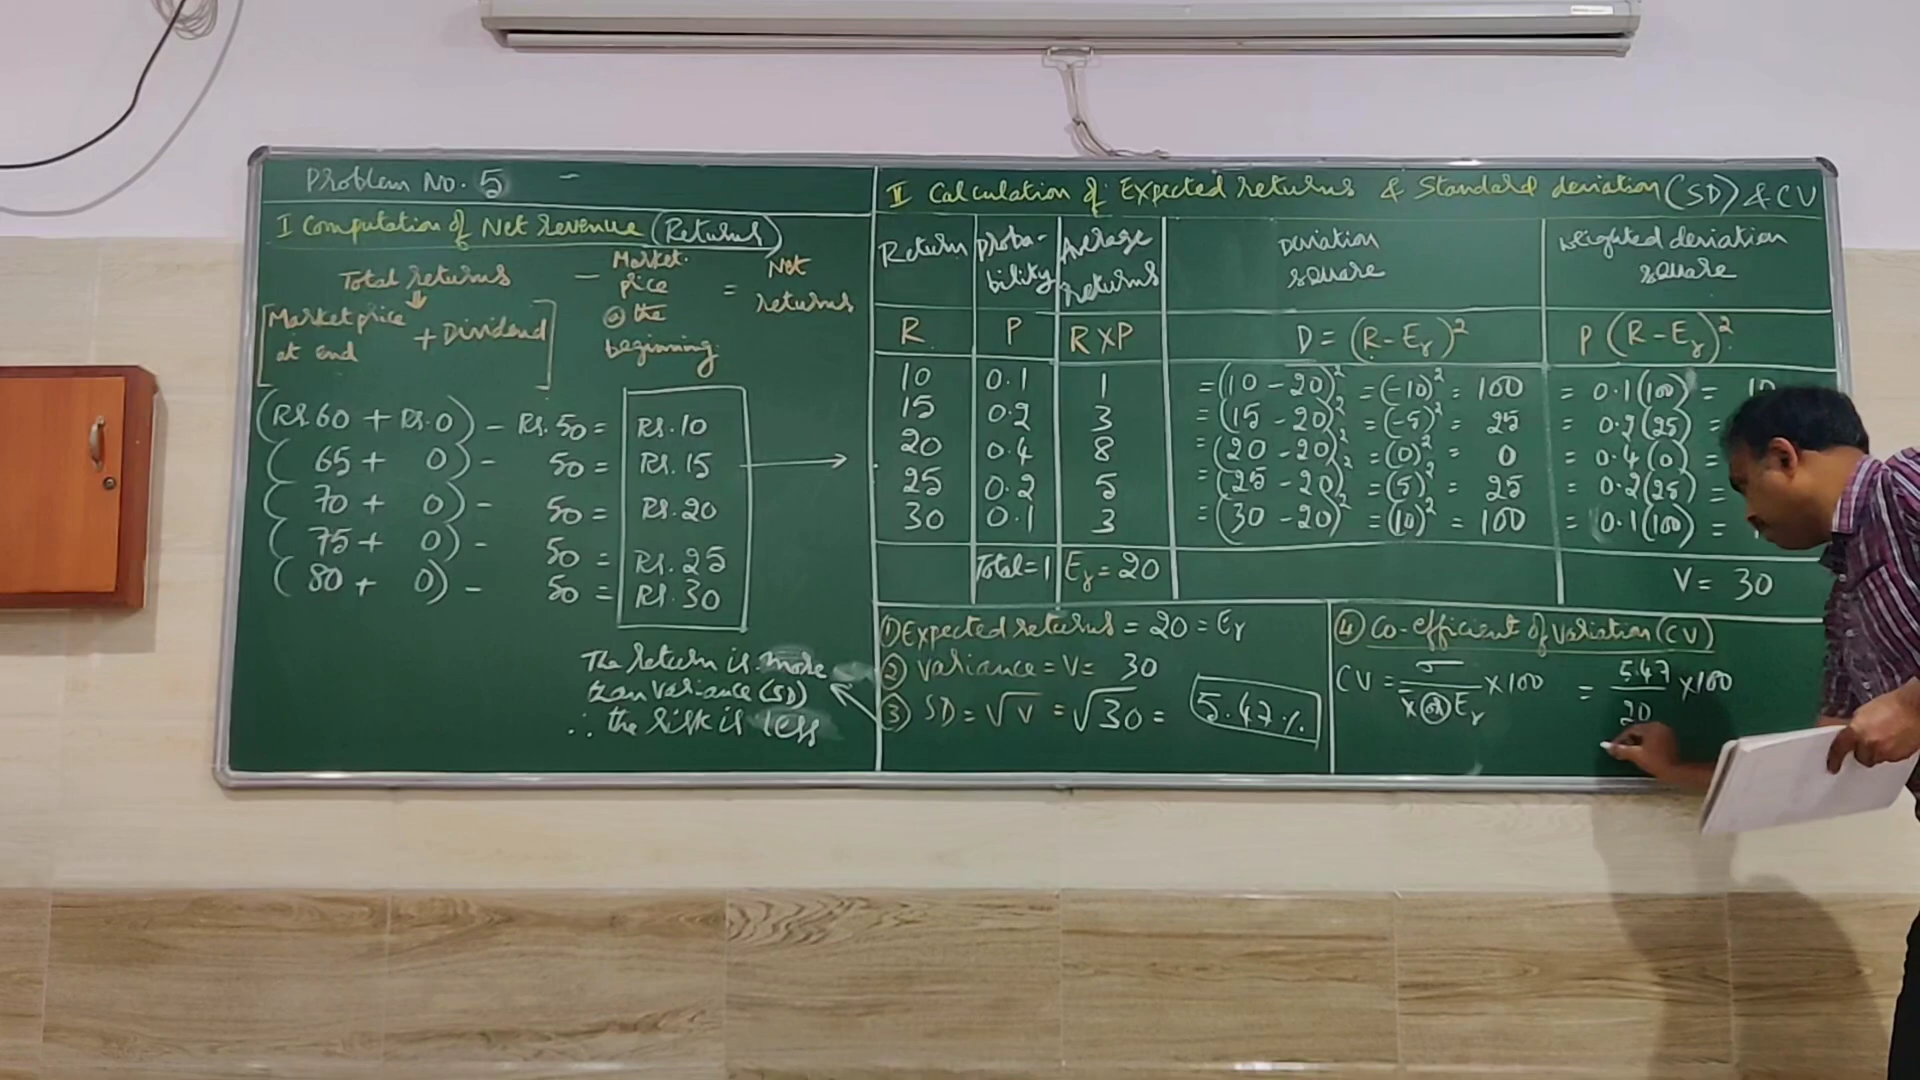 Problem No. 5 -
I Computation of Net revenue (Returns)
Total returns - Market price @ the beginning = Net returns
[Market price at end + Dividend]
(Rs.60 + Rs.0) - Rs.50 = Rs.10
( 65 + 0) - 50 = Rs.15
( 70 + 0) - 50 = Rs.20
( 75 + 0) - 50 = Rs.25
( 80 + 0) - 50 = Rs.30
The return is more
than variance (SD)
∴ the risk is less
II Calculation of Expected returns & Standard deviation (SD) & CV
Return Proba-bility Average returns Deviation square Weighted deviation square
R P R X P D = (R - Eᵣ)² P (R - Eᵣ)²
10 0.1 1 = (10 - 20)² = (-10)² = 100 = 0.1 (100) = 10
15 0.2 3 = (15 - 20)² = (-5)² = 25 = 0.2 (25) =
20 0.4 8 = (20 - 20)² = (0)² = 0 = 0.4 (0) =
25 0.2 5 = (25 - 20)² = (5)² = 25 = 0.2 (25) =
30 0.1 3 = (30 - 20)² = (10)² = 100 = 0.1 (100) =
Total = 1 Eᵣ = 20 V = 30
① Expected returns = 20 = Eᵣ
② Variance = V = 30
③ SD = √V = √30 = 5.47%
④ Co-efficient of Variation (CV)
CV = σ / x̄ (or) Eᵣ X 100 = 5.47 / 20 X 100